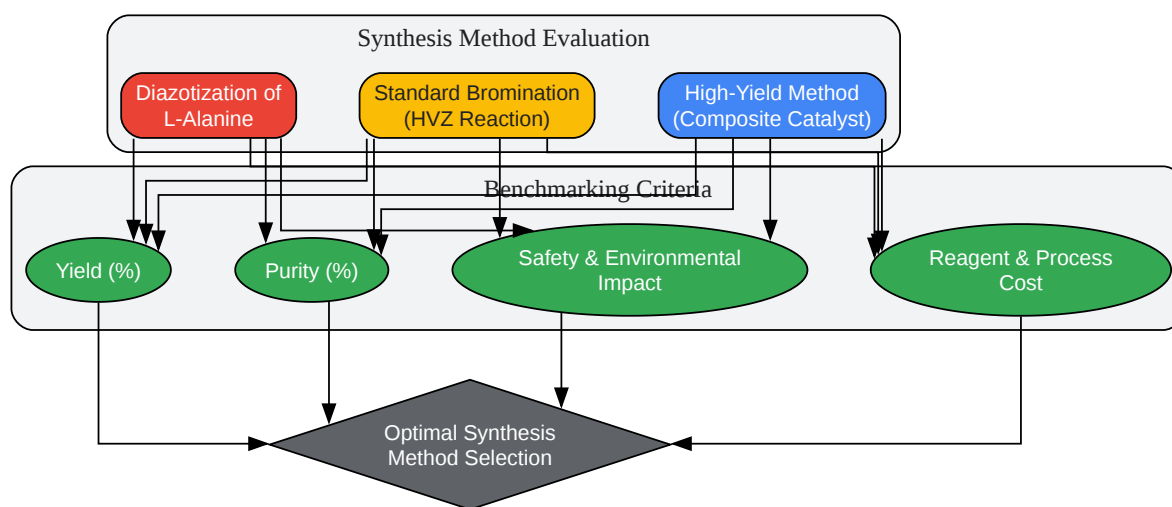 Synthesis Method Evaluation
Diazotization of
L-Alanine
Standard Bromination
(HVZ Reaction)
High-Yield Method
(Composite Catalyst)
Benchmarking Criteria
Yield (%)
Purity (%)
Safety & Environmental
Impact
Reagent & Process
Cost
Optimal Synthesis
Method Selection